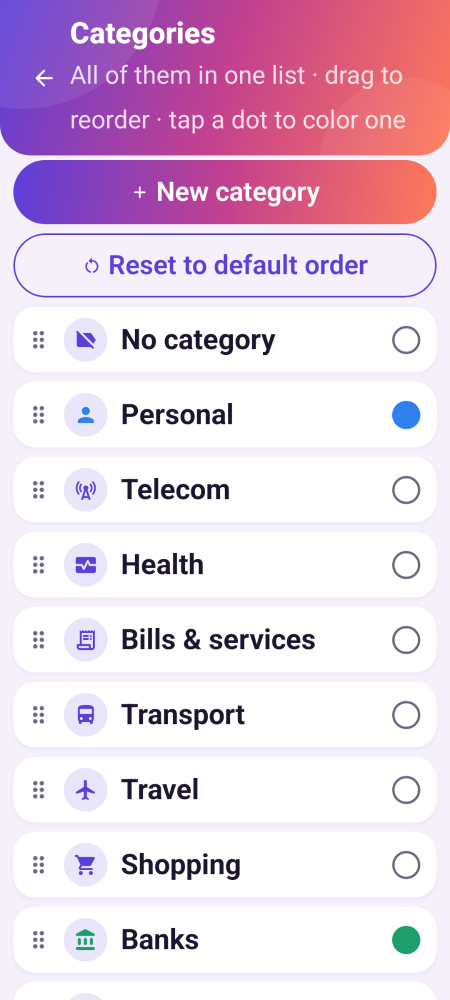 Categories
All of them in one list · drag to
reorder · tap a dot to color one
+ New category
Reset to default order
No category
Personal
Telecom
Health
Bills & services
Transport
Travel
Shopping
Banks